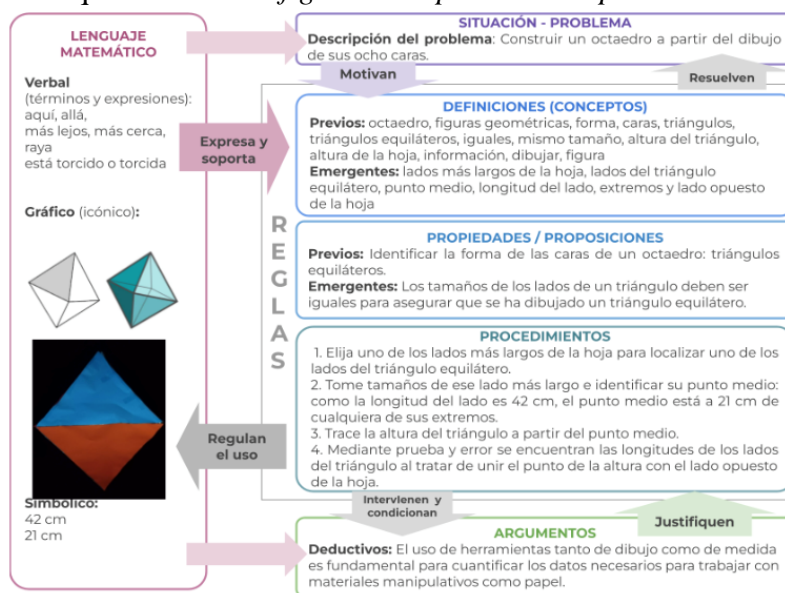 LENGUAJE
MATEMÁTICO
Verbal
(términos y expresiones):
aquí, allá,
más lejos, más cerca,
raya
está torcido o torcida
Gráfico (icónico):
Simbólico:
42 cm
21 cm
Expresa y
soporta
Regulan
el uso
REGLAS
SITUACIÓN - PROBLEMA
Descripción del problema: Construir un octaedro a partir del dibujo
de sus ocho caras.
Motivan
Resuelven
DEFINICIONES (CONCEPTOS)
Previos: octaedro, figuras geométricas, forma, caras, triángulos,
triángulos equiláteros, iguales, mismo tamaño, altura del triángulo,
altura de la hoja, información, dibujar, figura
Emergentes: lados más largos de la hoja, lados del triángulo
equilátero, punto medio, longitud del lado, extremos y lado opuesto
de la hoja
PROPIEDADES / PROPOSICIONES
Previos: Identificar la forma de las caras de un octaedro: triángulos
equiláteros.
Emergentes: Los tamaños de los lados de un triángulo deben ser
iguales para asegurar que se ha dibujado un triángulo equilátero.
PROCEDIMIENTOS
1. Elija uno de los lados más largos de la hoja para localizar uno de los
lados del triángulo equilátero.
2. Tome tamaños de ese lado más largo e identificar su punto medio:
como la longitud del lado es 42 cm, el punto medio está a 21 cm de
cualquiera de sus extremos.
3. Trace la altura del triángulo a partir del punto medio.
4. Mediante prueba y error se encuentran las longitudes de los lados
del triángulo al tratar de unir el punto de la altura con el lado opuesto
de la hoja.
Intervienen y
condicionan
Justifiquen
ARGUMENTOS
Deductivos: El uso de herramientas tanto de dibujo como de medida
es fundamental para cuantificar los datos necesarios para trabajar con
materiales manipulativos como papel.